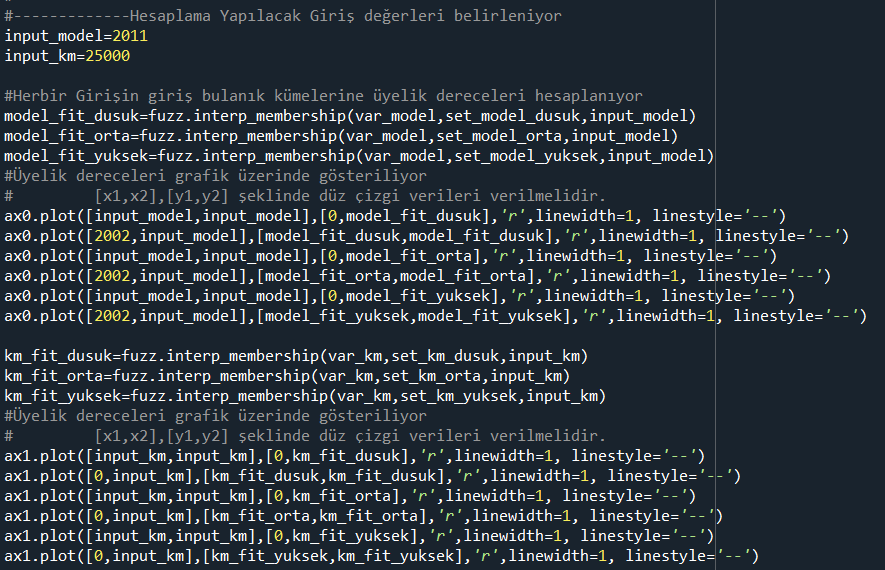 #-------------Hesaplama Yapılacak Giriş değerleri belirleniyor
input_model=2011
input_km=25000
#Herbir Girişin giriş bulanık kümelerine üyelik dereceleri hesaplanıyor
model_fit_dusuk=fuzz.interp_membership(var_model,set_model_dusuk,input_model)
model_fit_orta=fuzz.interp_membership(var_model,set_model_orta,input_model)
model_fit_yuksek=fuzz.interp_membership(var_model,set_model_yuksek,input_model)
#Üyelik dereceleri grafik üzerinde gösteriliyor
#         [x1,x2],[y1,y2] şeklinde düz çizgi verileri verilmelidir.
ax0.plot([input_model,input_model],[0,model_fit_dusuk],'r',linewidth=1, linestyle='--')
ax0.plot([2002,input_model],[model_fit_dusuk,model_fit_dusuk],'r',linewidth=1, linestyle='--')
ax0.plot([input_model,input_model],[0,model_fit_orta],'r',linewidth=1, linestyle='--')
ax0.plot([2002,input_model],[model_fit_orta,model_fit_orta],'r',linewidth=1, linestyle='--')
ax0.plot([input_model,input_model],[0,model_fit_yuksek],'r',linewidth=1, linestyle='--')
ax0.plot([2002,input_model],[model_fit_yuksek,model_fit_yuksek],'r',linewidth=1, linestyle='--')
km_fit_dusuk=fuzz.interp_membership(var_km,set_km_dusuk,input_km)
km_fit_orta=fuzz.interp_membership(var_km,set_km_orta,input_km)
km_fit_yuksek=fuzz.interp_membership(var_km,set_km_yuksek,input_km)
#Üyelik dereceleri grafik üzerinde gösteriliyor
#         [x1,x2],[y1,y2] şeklinde düz çizgi verileri verilmelidir.
ax1.plot([input_km,input_km],[0,km_fit_dusuk],'r',linewidth=1, linestyle='--')
ax1.plot([0,input_km],[km_fit_dusuk,km_fit_dusuk],'r',linewidth=1, linestyle='--')
ax1.plot([input_km,input_km],[0,km_fit_orta],'r',linewidth=1, linestyle='--')
ax1.plot([0,input_km],[km_fit_orta,km_fit_orta],'r',linewidth=1, linestyle='--')
ax1.plot([input_km,input_km],[0,km_fit_yuksek],'r',linewidth=1, linestyle='--')
ax1.plot([0,input_km],[km_fit_yuksek,km_fit_yuksek],'r',linewidth=1, linestyle='--')